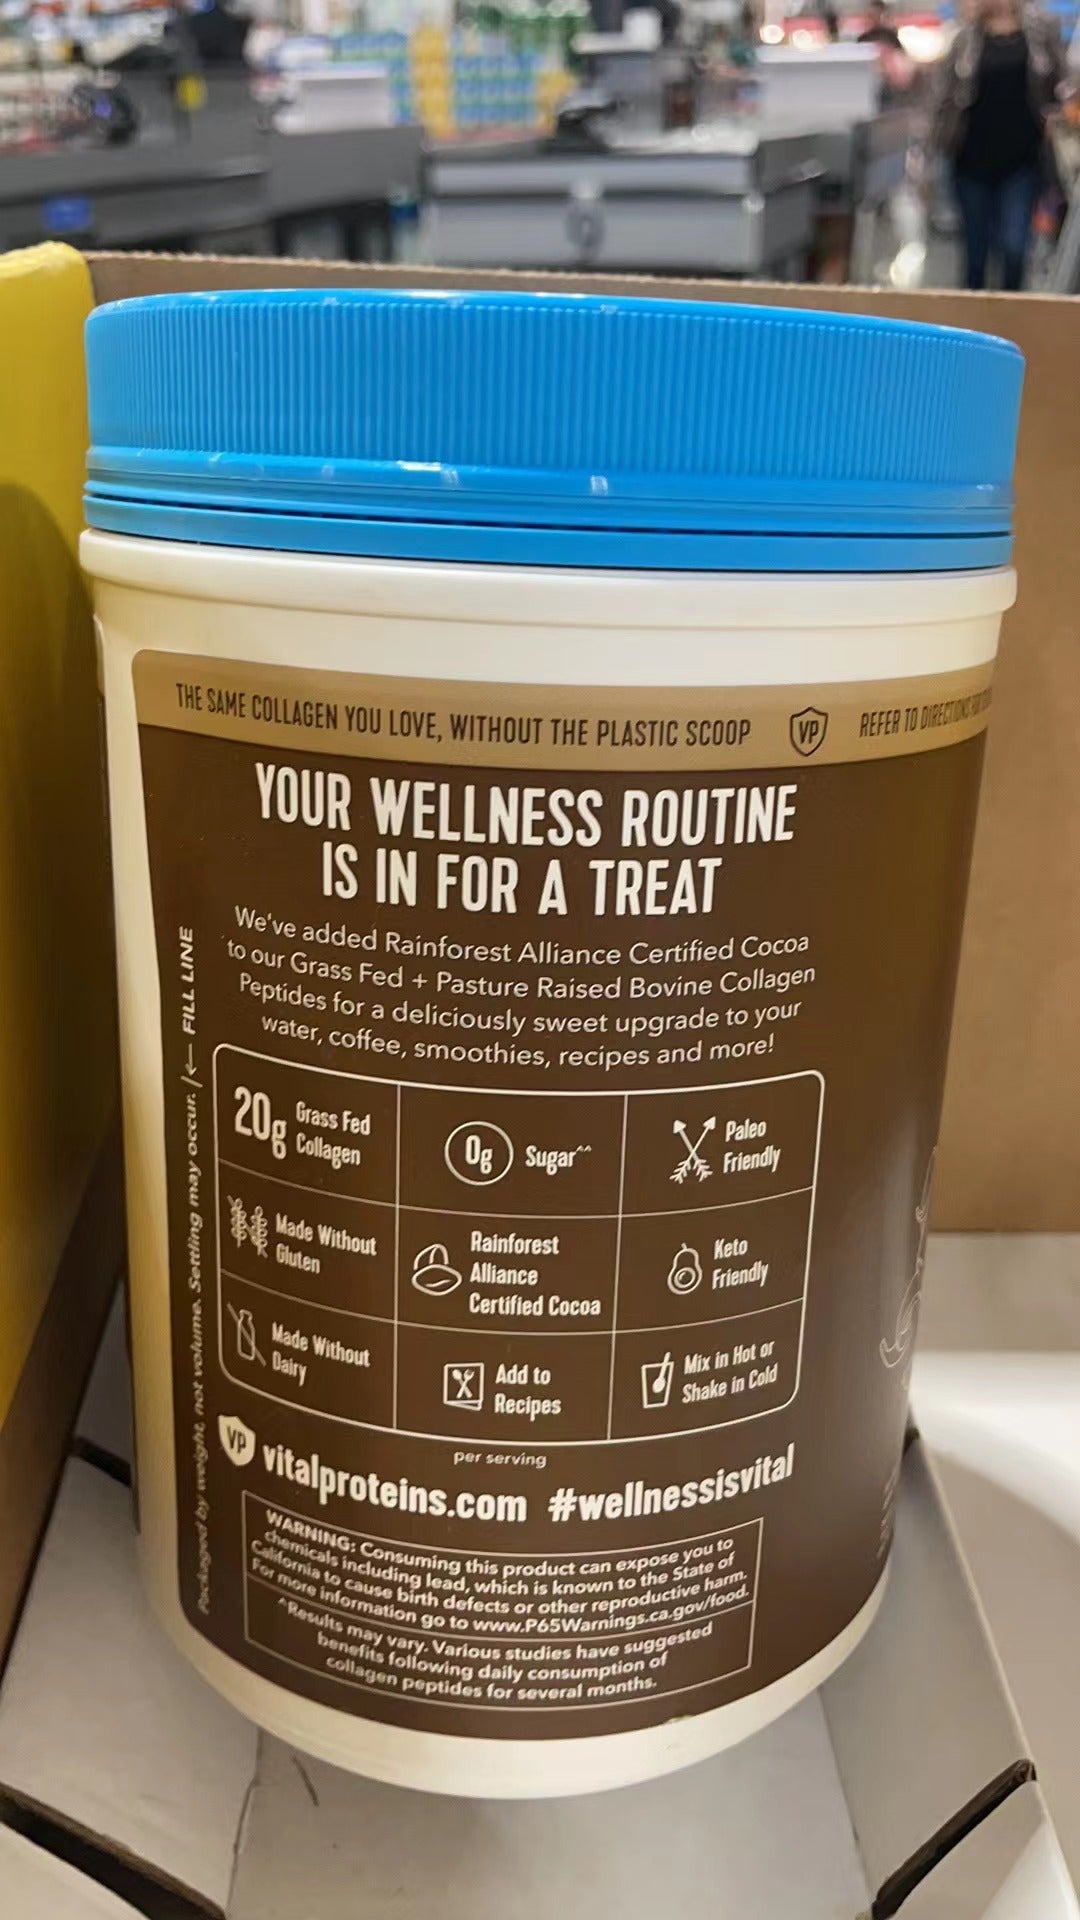 THE SAME COLLAGEN YOU LOVE, WITHOUT THE PLASTIC SCOOP
VP
REFER TO DIRECTIONS
YOUR WELLNESS ROUTINE
IS IN FOR A TREAT
We've added Rainforest Alliance Certified Cocoa
to our Grass Fed + Pasture Raised Bovine Collagen
Peptides for a deliciously sweet upgrade to your
water, coffee, smoothies, recipes and more!
20g Grass Fed
Collagen
0g Sugar^^
Paleo
Friendly
Made Without
Gluten
Rainforest
Alliance
Certified Cocoa
Keto
Friendly
Made Without
Dairy
Add to
Recipes
Mix in Hot or
Shake in Cold
per serving
VP vitalproteins.com #wellnessisvital
WARNING: Consuming this product can expose you to
chemicals including lead, which is known to the State of
California to cause birth defects or other reproductive harm.
For more information go to www.P65Warnings.ca.gov/food.
^Results may vary. Various studies have suggested
benefits following daily consumption of
collagen peptides for several months.
Packaged by weight, not volume. Settling may occur. |← FILL LINE